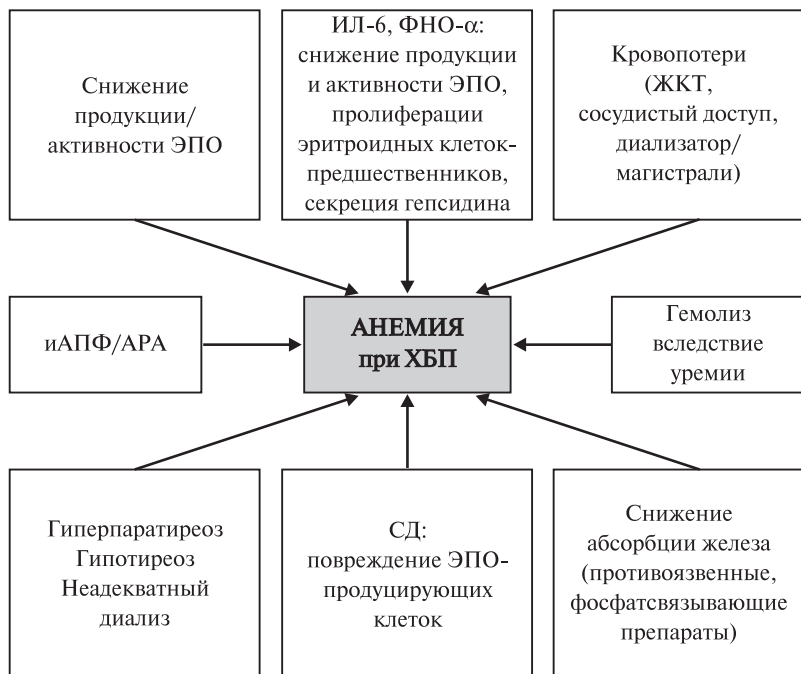 Снижение
продукции/
активности ЭПО
ИЛ-6, ФНО-α:
снижение продукции
и активности ЭПО,
пролиферации
эритроидных клеток-
предшественников,
секреция гепсидина
Кровопотери
(ЖКТ,
сосудистый доступ,
диализатор/
магистрали)
иАПФ/АРА
АНЕМИЯ
при ХБП
Гемолиз
вследствие
уремии
Гиперпаратиреоз
Гипотиреоз
Неадекватный
диализ
СД:
повреждение ЭПО-
продуцирующих
клеток
Снижение
абсорбции железа
(противоязвенные,
фосфатсвязывающие
препараты)